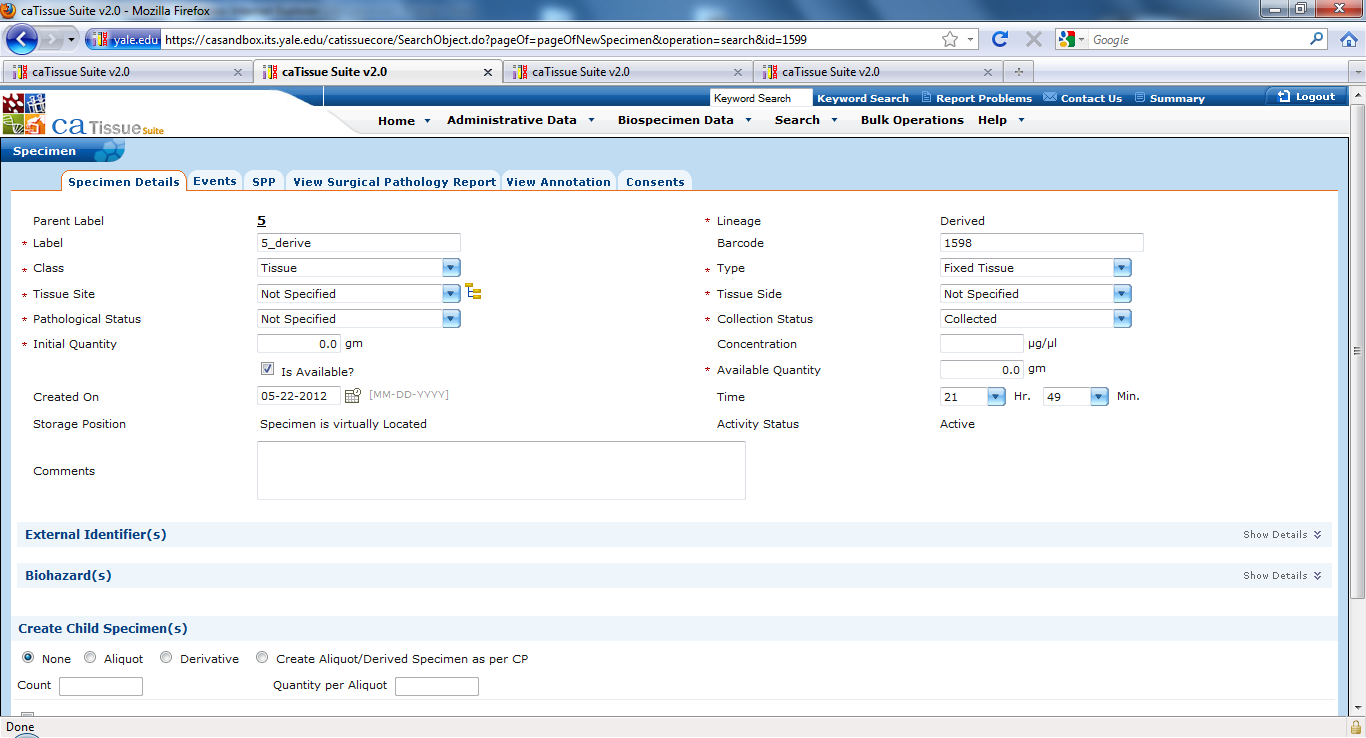 caTissue Suite v2.0 - Mozilla Firefox
yale.edu https://casandbox.its.yale.edu/catissuecore/SearchObject.do?pageOf=pageOfNewSpecimen&operation=search&id=1599 Google
caTissue Suite v2.0 caTissue Suite v2.0 caTissue Suite v2.0 caTissue Suite v2.0
Keyword Search Keyword Search Report Problems Contact Us Summary Logout
ca Tissue Suite
Home Administrative Data Biospecimen Data Search Bulk Operations Help
Specimen
Specimen Details Events SPP View Surgical Pathology Report View Annotation Consents
Parent Label 5 * Lineage Derived
* Label 5_derive Barcode 1598
* Class Tissue * Type Fixed Tissue
* Tissue Site Not Specified * Tissue Side Not Specified
* Pathological Status Not Specified * Collection Status Collected
* Initial Quantity 0.0 gm Concentration µg/µl
Is Available? * Available Quantity 0.0 gm
Created On 05-22-2012 [MM-DD-YYYY] Time 21 Hr. 49 Min.
Storage Position Specimen is virtually Located Activity Status Active
Comments
External Identifier(s) Show Details
Biohazard(s) Show Details
Create Child Specimen(s)
None Aliquot Derivative Create Aliquot/Derived Specimen as per CP
Count Quantity per Aliquot
Done